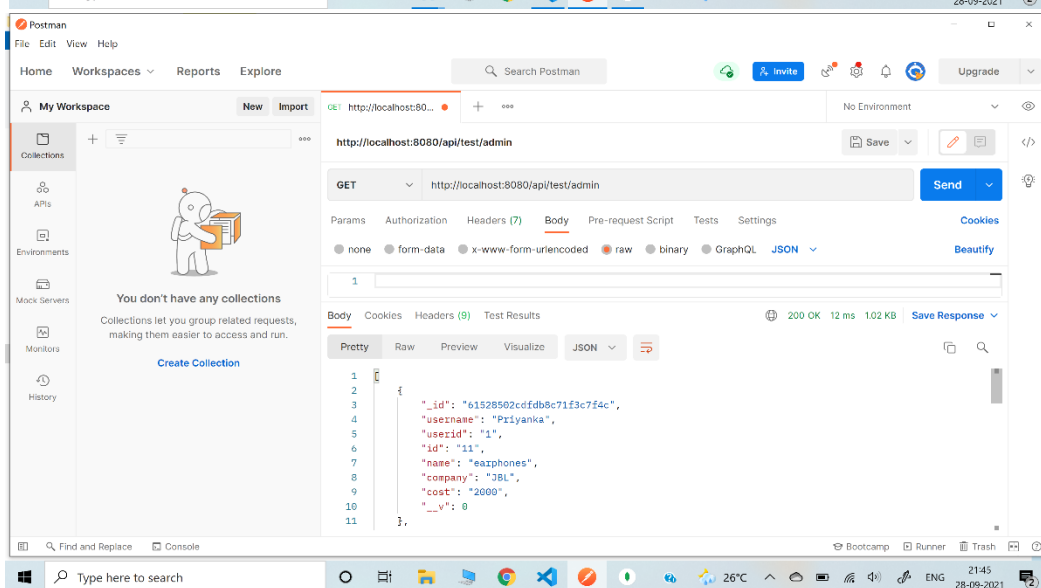 28-09-2021
Postman
File Edit View Help
Home Workspaces Reports Explore Search Postman Invite Upgrade
My Workspace New Import GET http://localhost:80... No Environment
Collections
http://localhost:8080/api/test/admin Save
GET http://localhost:8080/api/test/admin Send
APIs
Params Authorization Headers (7) Body Pre-request Script Tests Settings Cookies
Environments
none form-data x-www-form-urlencoded raw binary GraphQL JSON Beautify
1
Mock Servers
You don't have any collections
Collections let you group related requests,
making them easier to access and run.
Create Collection
Monitors
History
Body Cookies Headers (9) Test Results 200 OK 12 ms 1.02 KB Save Response
Pretty Raw Preview Visualize JSON
1 [
2 {
3 "_id": "61528502cdfdb8c71f3c7f4c",
4 "username": "Priyanka",
5 "userid": "1",
6 "id": "11",
7 "name": "earphones",
8 "company": "JBL",
9 "cost": "2000",
10 "__v": 0
11 },
Find and Replace Console Bootcamp Runner Trash
Type here to search 26°C ENG 21:45
28-09-2021 2